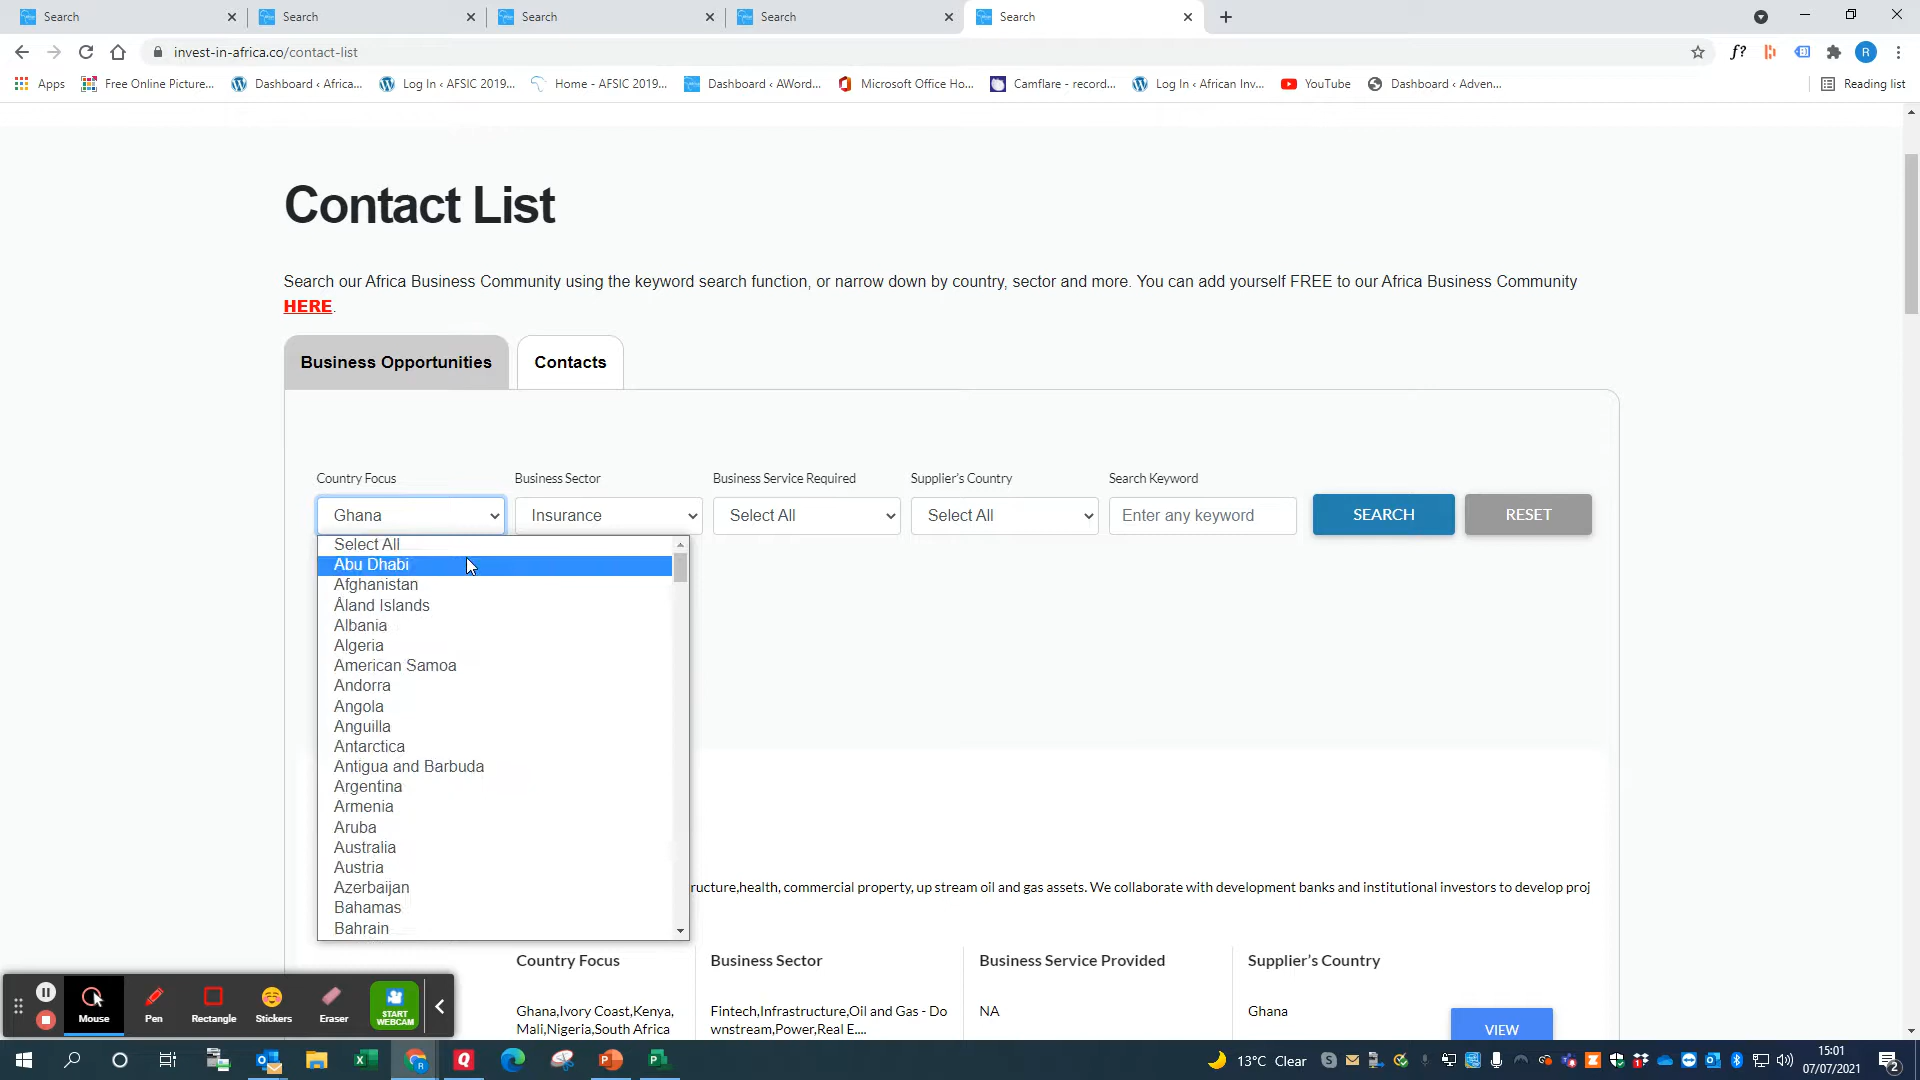 Search
Search
Search
Search
Search
invest-in-africa.co/contact-list
Apps
Free Online Picture...
Dashboard ‹ Africa...
Log In ‹ AFSIC 2019...
Home - AFSIC 2019...
Dashboard ‹ AWord...
Microsoft Office Ho...
Camflare - record...
Log In ‹ African Inv...
YouTube
Dashboard ‹ Adven...
Reading list
Contact List
Search our Africa Business Community using the keyword search function, or narrow down by country, sector and more. You can add yourself FREE to our Africa Business Community
HERE.
Business Opportunities
Contacts
Country Focus
Business Sector
Business Service Required
Supplier's Country
Search Keyword
Ghana
Insurance
Select All
Select All
Enter any keyword
SEARCH
RESET
Select All
Abu Dhabi
Afghanistan
Åland Islands
Albania
Algeria
American Samoa
Andorra
Angola
Anguilla
Antarctica
Antigua and Barbuda
Argentina
Armenia
Aruba
Australia
Austria
Azerbaijan
Bahamas
Bahrain
ructure,health, commercial property, up stream oil and gas assets. We collaborate with development banks and institutional investors to develop proj
Country Focus
Business Sector
Business Service Provided
Supplier's Country
Ghana,Ivory Coast,Kenya,
Mali,Nigeria,South Africa
Fintech,Infrastructure,Oil and Gas - Do
wnstream,Power,Real E....
NA
Ghana
VIEW
Mouse
Pen
Rectangle
Stickers
Eraser
START
WEBCAM
13°C Clear
15:01
07/07/2021
2